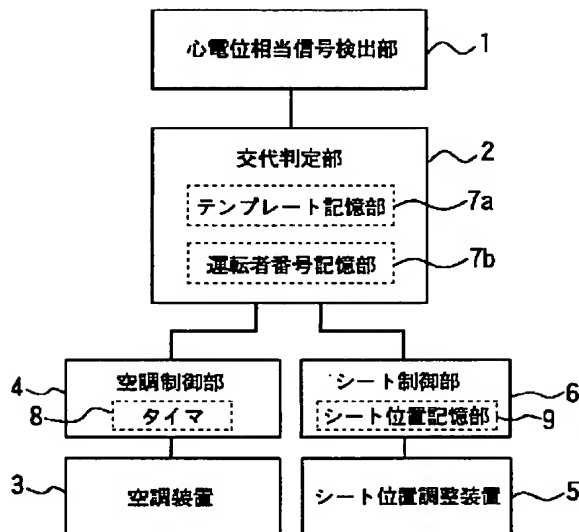 心電位相当信号検出部
1
交代判定部
2
テンプレート記憶部
7a
運転者番号記憶部
7b
4
空調制御部
8
タイマ
シート制御部
6
シート位置記憶部
9
3
空調装置
シート位置調整装置
5